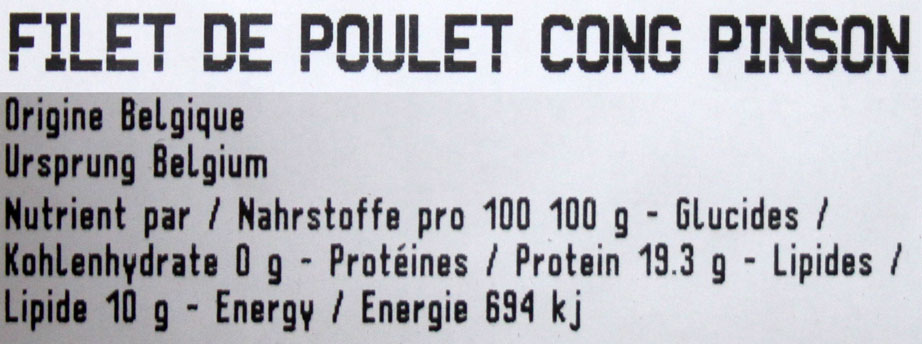 FILET DE POULET CONG PINSON
Origine Belgique
Ursprung Belgium
Nutrient par / Nahrstoffe pro 100 100 g - Glucides /
Kohlenhydrate 0 g - Protéines / Protein 19.3 g - Lipides /
Lipide 10 g - Energy / Energie 694 kj